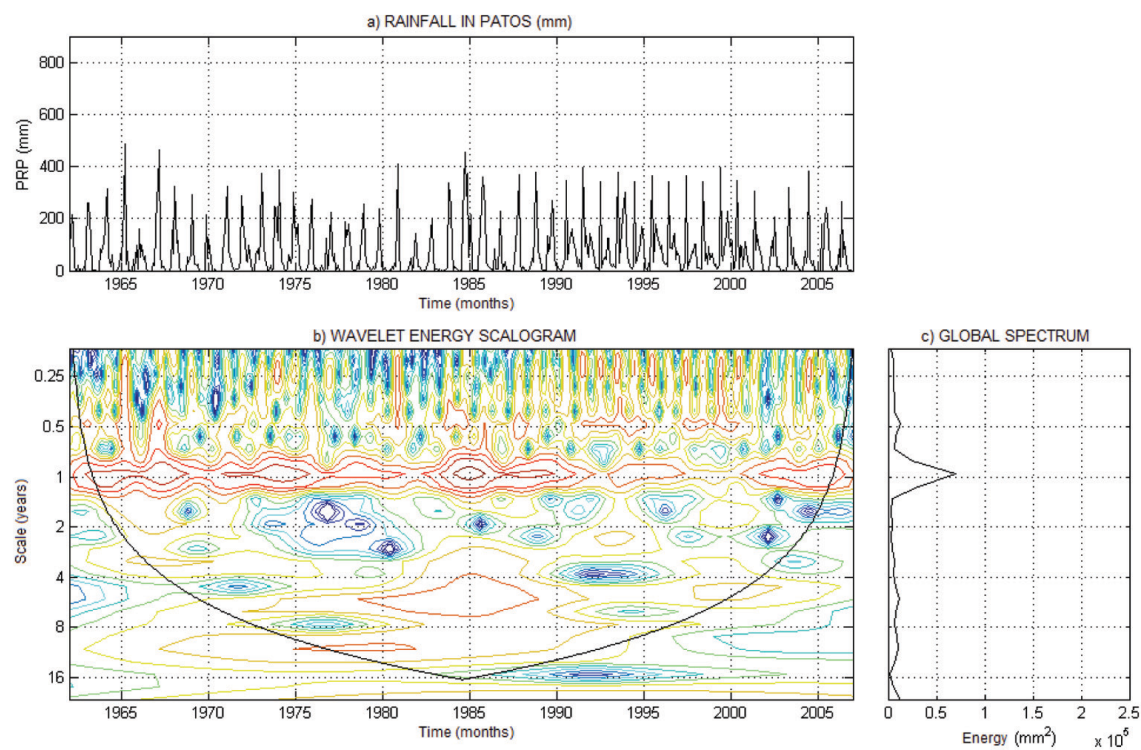 a) RAINFALL IN PATOS (mm)
PRP (mm)
800
600
400
200
0
1965 1970 1975 1980 1985 1990 1995 2000 2005
Time (months)
b) WAVELET ENERGY SCALOGRAM
Scale (years)
0.25
0.5
1
2
4
8
16
1965 1970 1975 1980 1985 1990 1995 2000 2005
Time (months)
c) GLOBAL SPECTRUM
0 0.5 1 1.5 2 2.5
Energy (mm²) x 10⁵